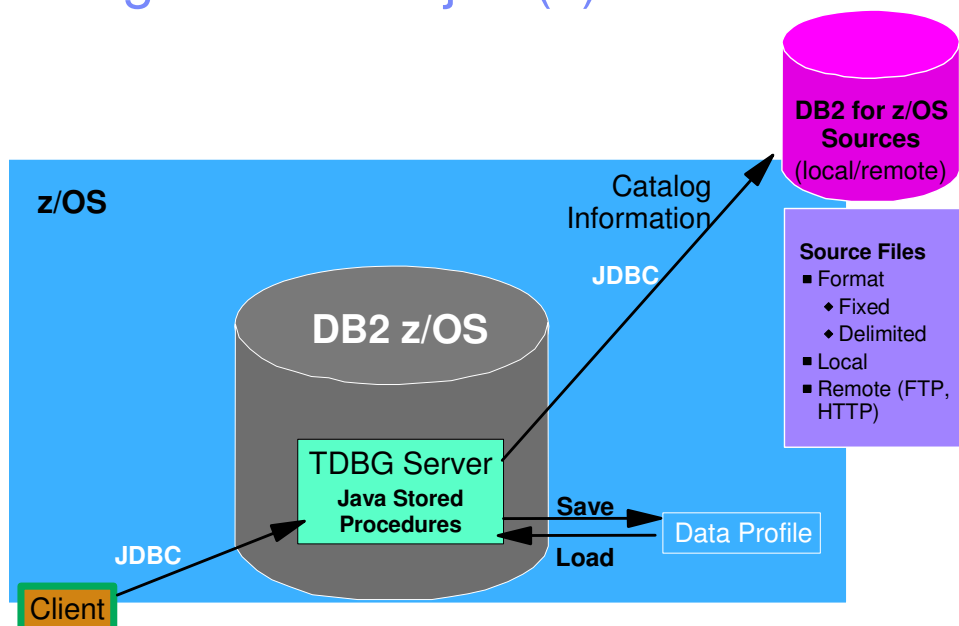 z/OS
DB2 for z/OS
Sources
(local/remote)
Catalog
Information
JDBC
Source Files
■ Format
◆ Fixed
◆ Delimited
■ Local
■ Remote (FTP,
HTTP)
DB2 z/OS
TDBG Server
Java Stored
Procedures
Save
Load
Data Profile
JDBC
Client